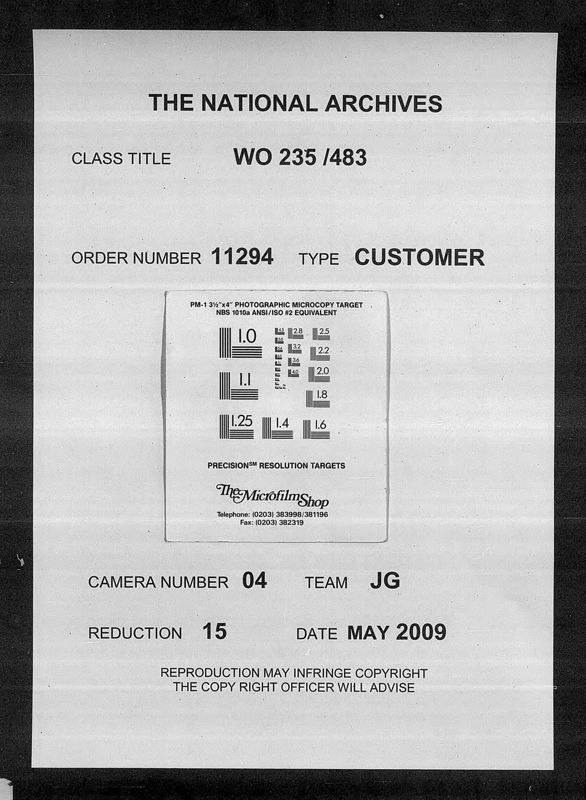 THE NATIONAL ARCHIVES
CLASS TITLE WO 235 /483
ORDER NUMBER 11294 TYPE CUSTOMER
PM-1 3½"x4" PHOTOGRAPHIC MICROCOPY TARGET
NBS 1010a ANSI/ISO #2 EQUIVALENT
1.0 2.8 2.5
3.2 2.2
3.6
1.1 4.0 2.0
1.8
1.25 1.4 1.6
PRECISION℠ RESOLUTION TARGETS
The Microfilm Shop
Telephone: (0203) 383998/381196
Fax: (0203) 382319
CAMERA NUMBER 04 TEAM JG
REDUCTION 15 DATE MAY 2009
REPRODUCTION MAY INFRINGE COPYRIGHT
THE COPY RIGHT OFFICER WILL ADVISE